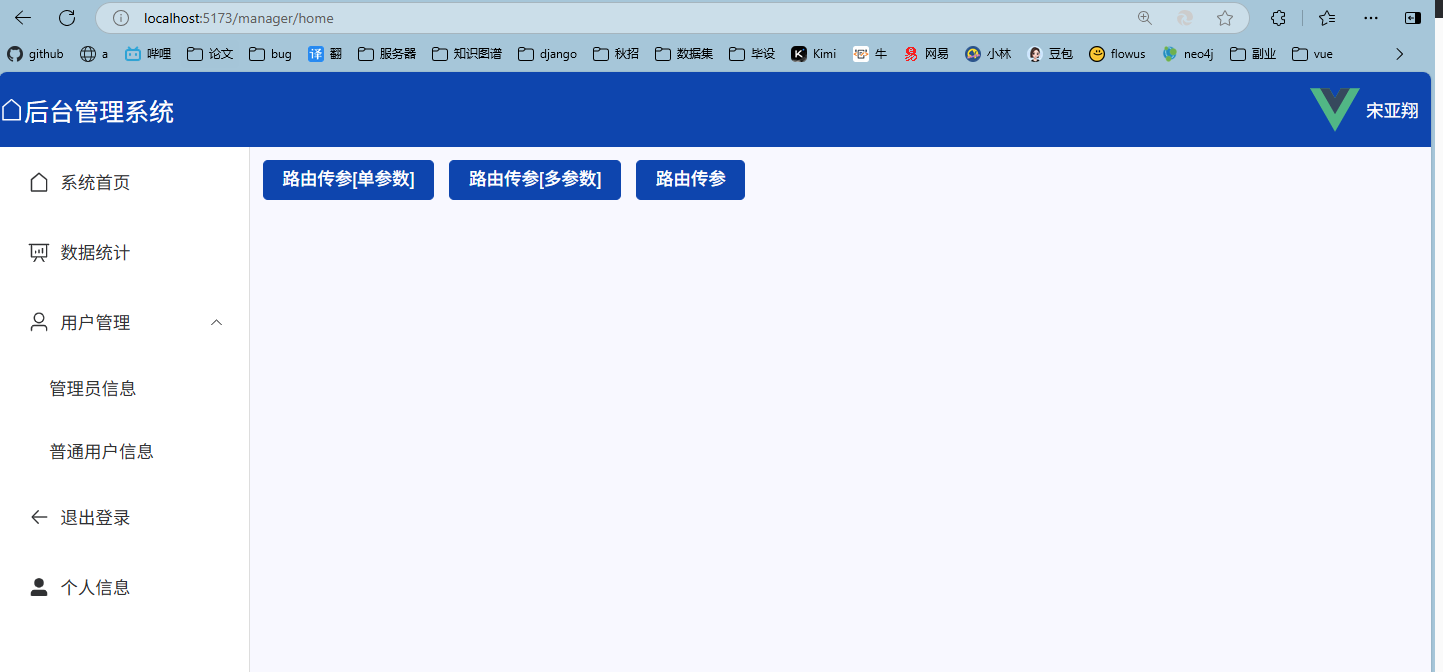 localhost:5173/manager/home
github a 哔哩 论文 bug 译 翻 服务器 知识图谱 django 秋招 数据集 毕设 K Kimi 牛 网易 小林 豆包 flowus neo4j 副业 vue
后台管理系统 宋亚翔
系统首页
路由传参[单参数] 路由传参[多参数] 路由传参
数据统计
用户管理
管理员信息
普通用户信息
退出登录
个人信息